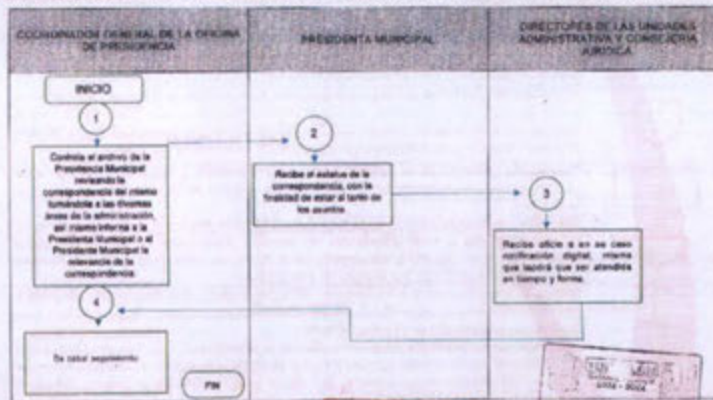 COORDINADOR GENERAL DE LA OFICINA
DE PRESIDENCIA
PRESIDENTA MUNICIPAL
DIRECTORES DE LAS UNIDADES
ADMINISTRATIVA Y CONSEJERIA
JURIDICA
INICIO
1
Controla el archivo de la
Presidencia Municipal
revisando la
correspondencia del mismo
turnándola a las diversas
áreas de la administración,
así mismo informa a la
Presidenta Municipal o al
Presidente Municipal la
relevancia de la
correspondencia
2
Recibe el estatus de la
correspondencia, con la
finalidad de estar al tanto de
los asuntos
3
Recibe oficio o en su caso
notificación digital, misma
que tendrá que ser atendida
en tiempo y forma.
4
Da cabal seguimiento
FIN